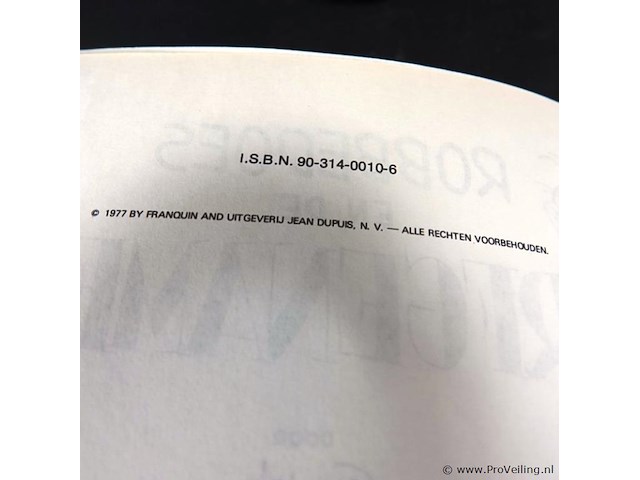 I.S.B.N. 90-314-0010-6
© 1977 BY FRANQUIN AND UITGEVERIJ JEAN DUPUIS, N. V. — ALLE RECHTEN VOORBEHOUDEN.
© www.ProVeiling.nl